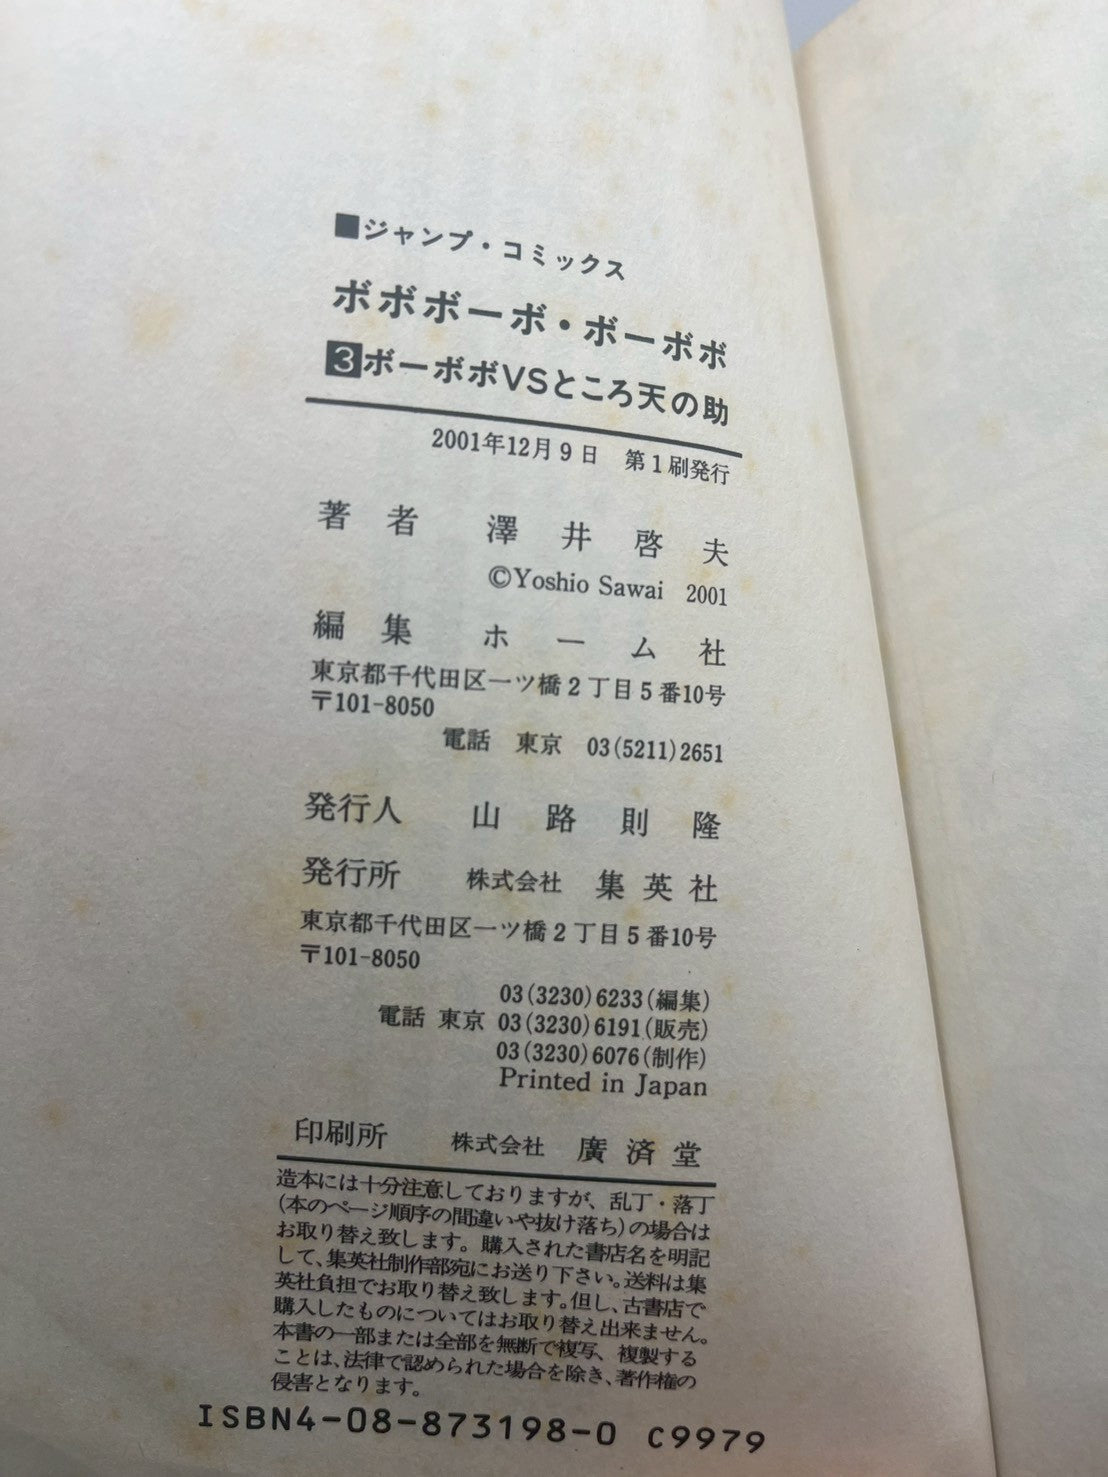 ■ジャンプ・コミックス
ボボボーボ・ボーボボ
3ボーボボVSところ天の助
2001年12月9日 第1刷発行
著者 澤井啓夫
©Yoshio Sawai 2001
編集 ホーム社
東京都千代田区一ツ橋2丁目5番10号
〒101-8050
電話 東京 03(5211)2651
発行人 山路則隆
発行所 株式会社 集英社
東京都千代田区一ツ橋2丁目5番10号
〒101-8050
03(3230)6233(編集)
電話 東京 03(3230)6191(販売)
03(3230)6076(制作)
Printed in Japan
印刷所 株式会社 廣済堂
造本には十分注意しておりますが、乱丁・落丁
(本のページ順序の間違いや抜け落ち)の場合は
お取り替え致します。購入された書店名を明記
して、集英社制作部宛にお送り下さい。送料は集
英社負担でお取り替え致します。但し、古書店で
購入したものについてはお取り替え出来ません。
本書の一部または全部を無断で複写、複製する
ことは、法律で認められた場合を除き、著作権の
侵害となります。
ISBN4-08-873198-0 C9979